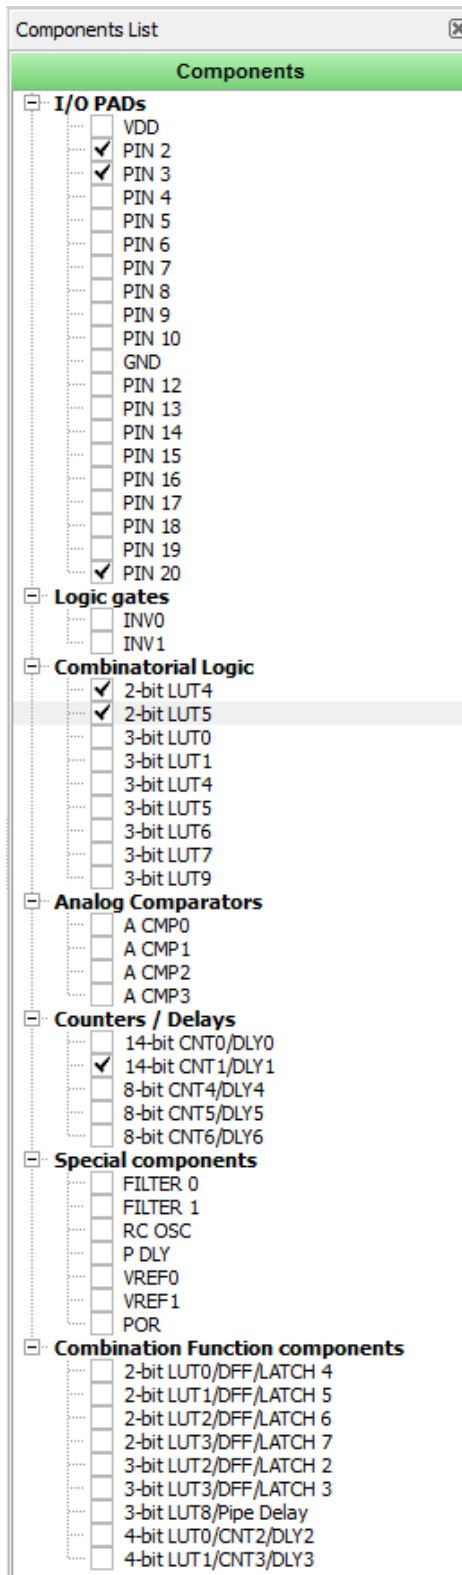 Components List
Components
I/O PADs
VDD
PIN 2
PIN 3
PIN 4
PIN 5
PIN 6
PIN 7
PIN 8
PIN 9
PIN 10
GND
PIN 12
PIN 13
PIN 14
PIN 15
PIN 16
PIN 17
PIN 18
PIN 19
PIN 20
Logic gates
INV0
INV1
Combinatorial Logic
2-bit LUT4
2-bit LUT5
3-bit LUT0
3-bit LUT1
3-bit LUT4
3-bit LUT5
3-bit LUT6
3-bit LUT7
3-bit LUT9
Analog Comparators
A CMP0
A CMP1
A CMP2
A CMP3
Counters / Delays
14-bit CNT0/DLY0
14-bit CNT1/DLY1
8-bit CNT4/DLY4
8-bit CNT5/DLY5
8-bit CNT6/DLY6
Special components
FILTER 0
FILTER 1
RC OSC
P DLY
VREF0
VREF1
POR
Combination Function components
2-bit LUT0/DFF/LATCH 4
2-bit LUT1/DFF/LATCH 5
2-bit LUT2/DFF/LATCH 6
2-bit LUT3/DFF/LATCH 7
3-bit LUT2/DFF/LATCH 2
3-bit LUT3/DFF/LATCH 3
3-bit LUT8/Pipe Delay
4-bit LUT0/CNT2/DLY2
4-bit LUT1/CNT3/DLY3